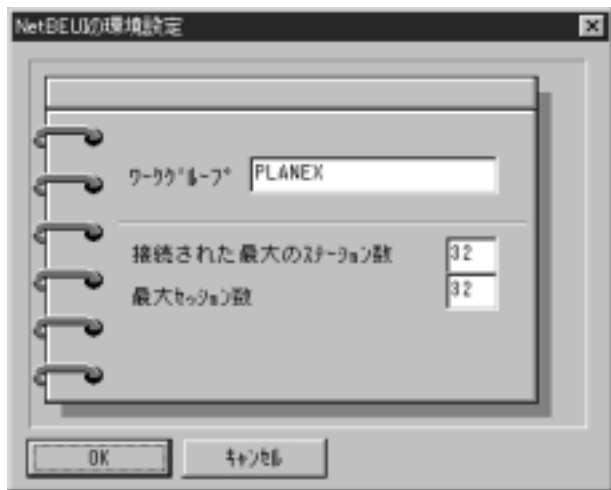 NetBEUIの環境設定
ﾜｰｸｸﾞﾙｰﾌﾟ PLANEX
接続された最大のｽﾃｰｼｮﾝ数 32
最大ｾｯｼｮﾝ数 32
OK ｷｬﾝｾﾙ